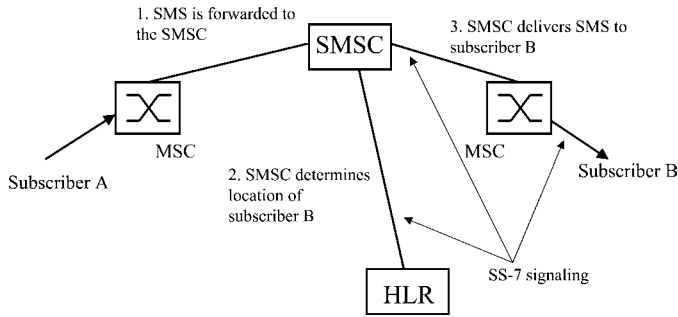 1. SMS is forwarded to
the SMSC
SMSC
3. SMSC delivers SMS to
subscriber B
MSC
MSC
Subscriber A
2. SMSC determines
location of
subscriber B
Subscriber B
SS-7 signaling
HLR